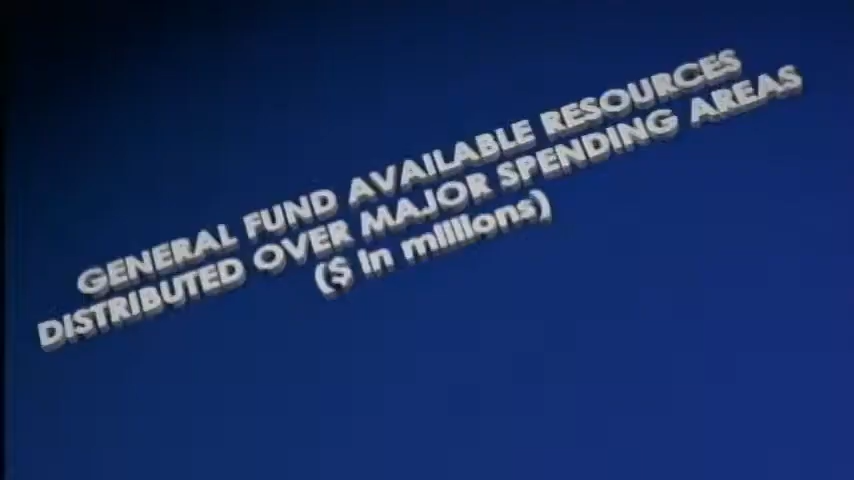 GENERAL FUND AVAILABLE RESOURCES
DISTRIBUTED OVER MAJOR SPENDING AREAS
($ in millions)